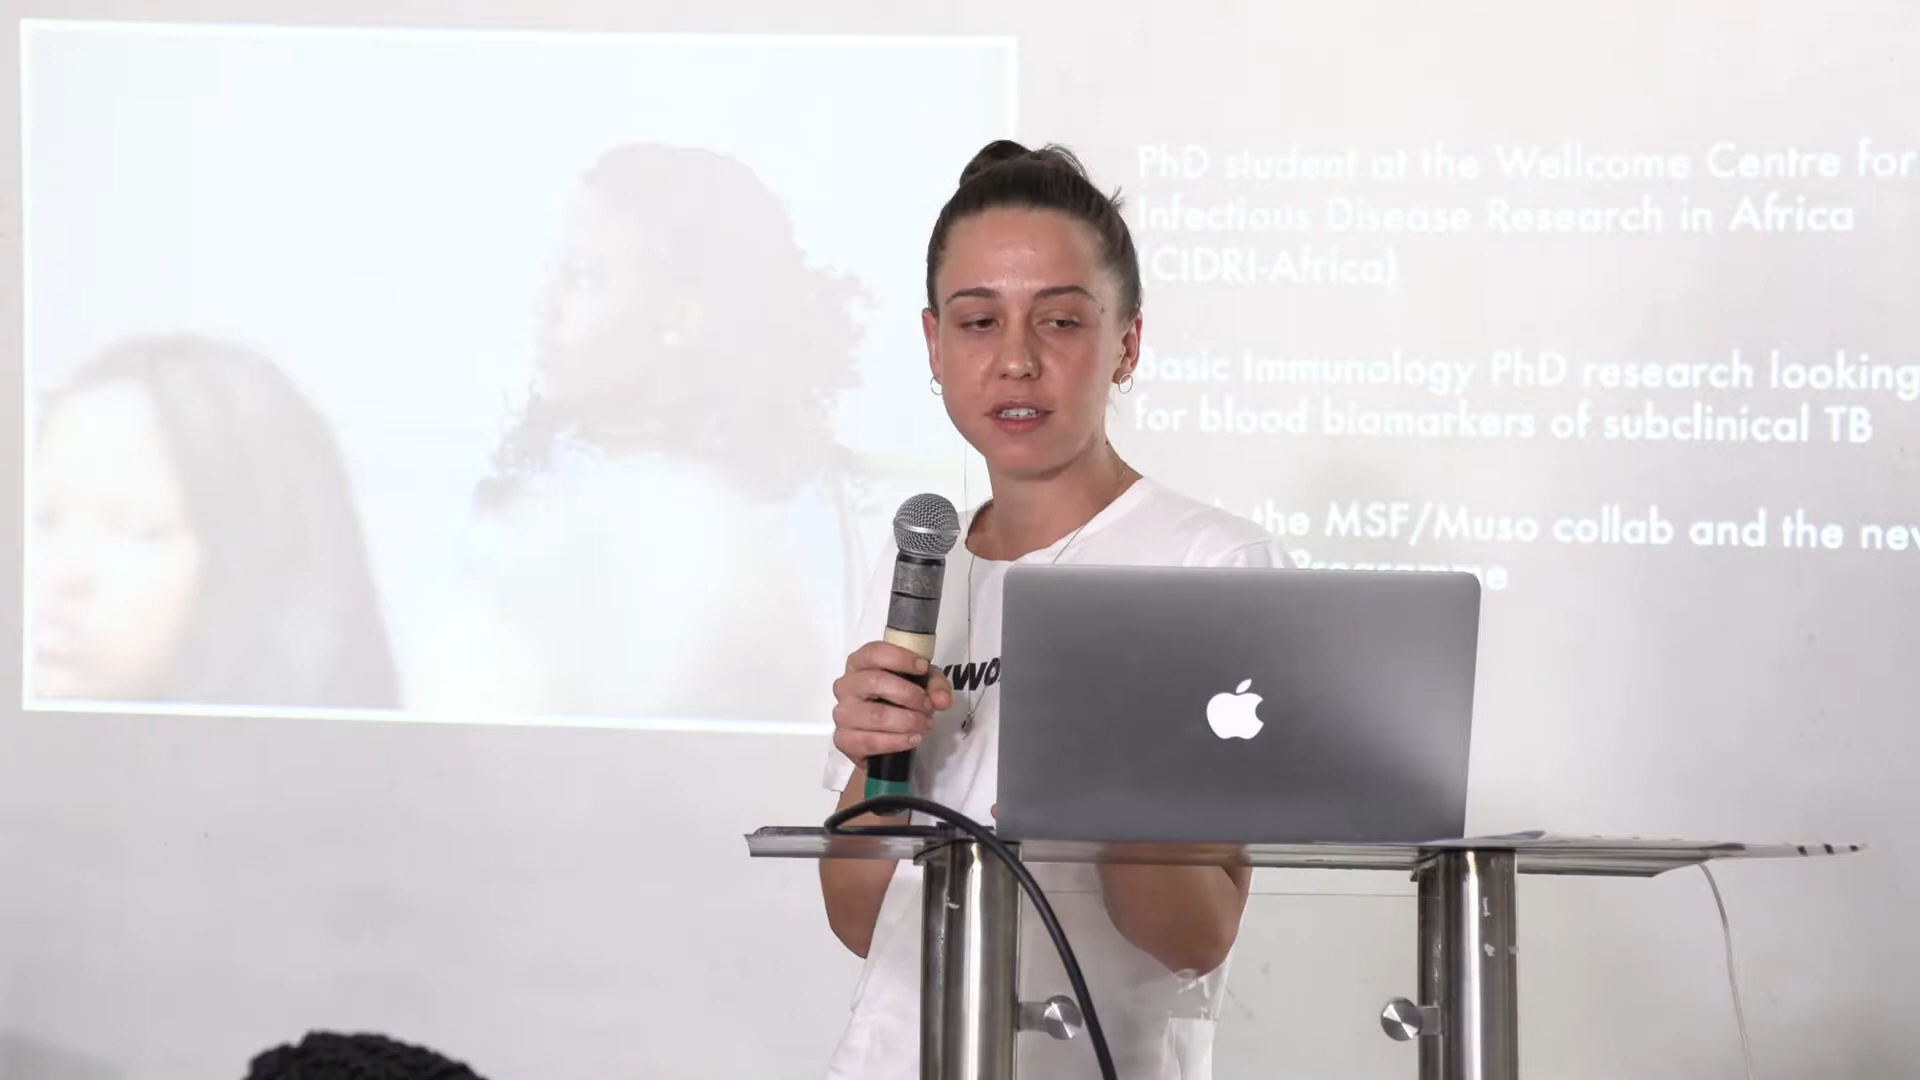 PhD student at the Wellcome Centre for
Infectious Disease Research in Africa
(CIDRI-Africa)
Basic Immunology PhD research looking
for blood biomarkers of subclinical TB
the MSF/Muso collab and the new
Programme